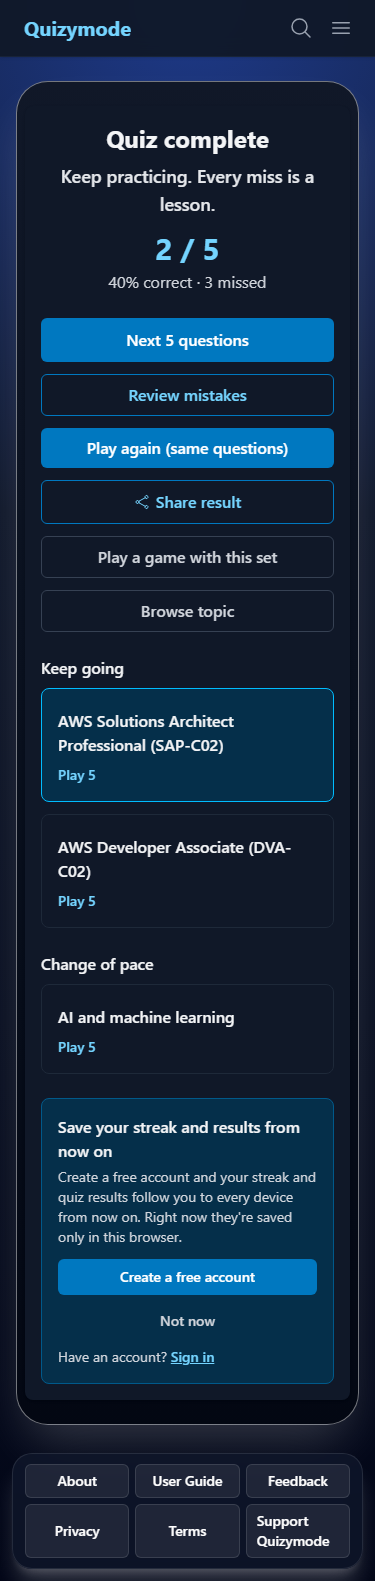 Quizymode
Quiz complete
Keep practicing. Every miss is a
lesson.
2 / 5
40% correct · 3 missed
Next 5 questions
Review mistakes
Play again (same questions)
Share result
Play a game with this set
Browse topic
Keep going
AWS Solutions Architect
Professional (SAP-C02)
Play 5
AWS Developer Associate (DVA-
C02)
Play 5
Change of pace
AI and machine learning
Play 5
Save your streak and results from
now on
Create a free account and your streak and
quiz results follow you to every device
from now on. Right now they're saved
only in this browser.
Create a free account
Not now
Have an account? Sign in
About
User Guide
Feedback
Privacy
Terms
Support
Quizymode